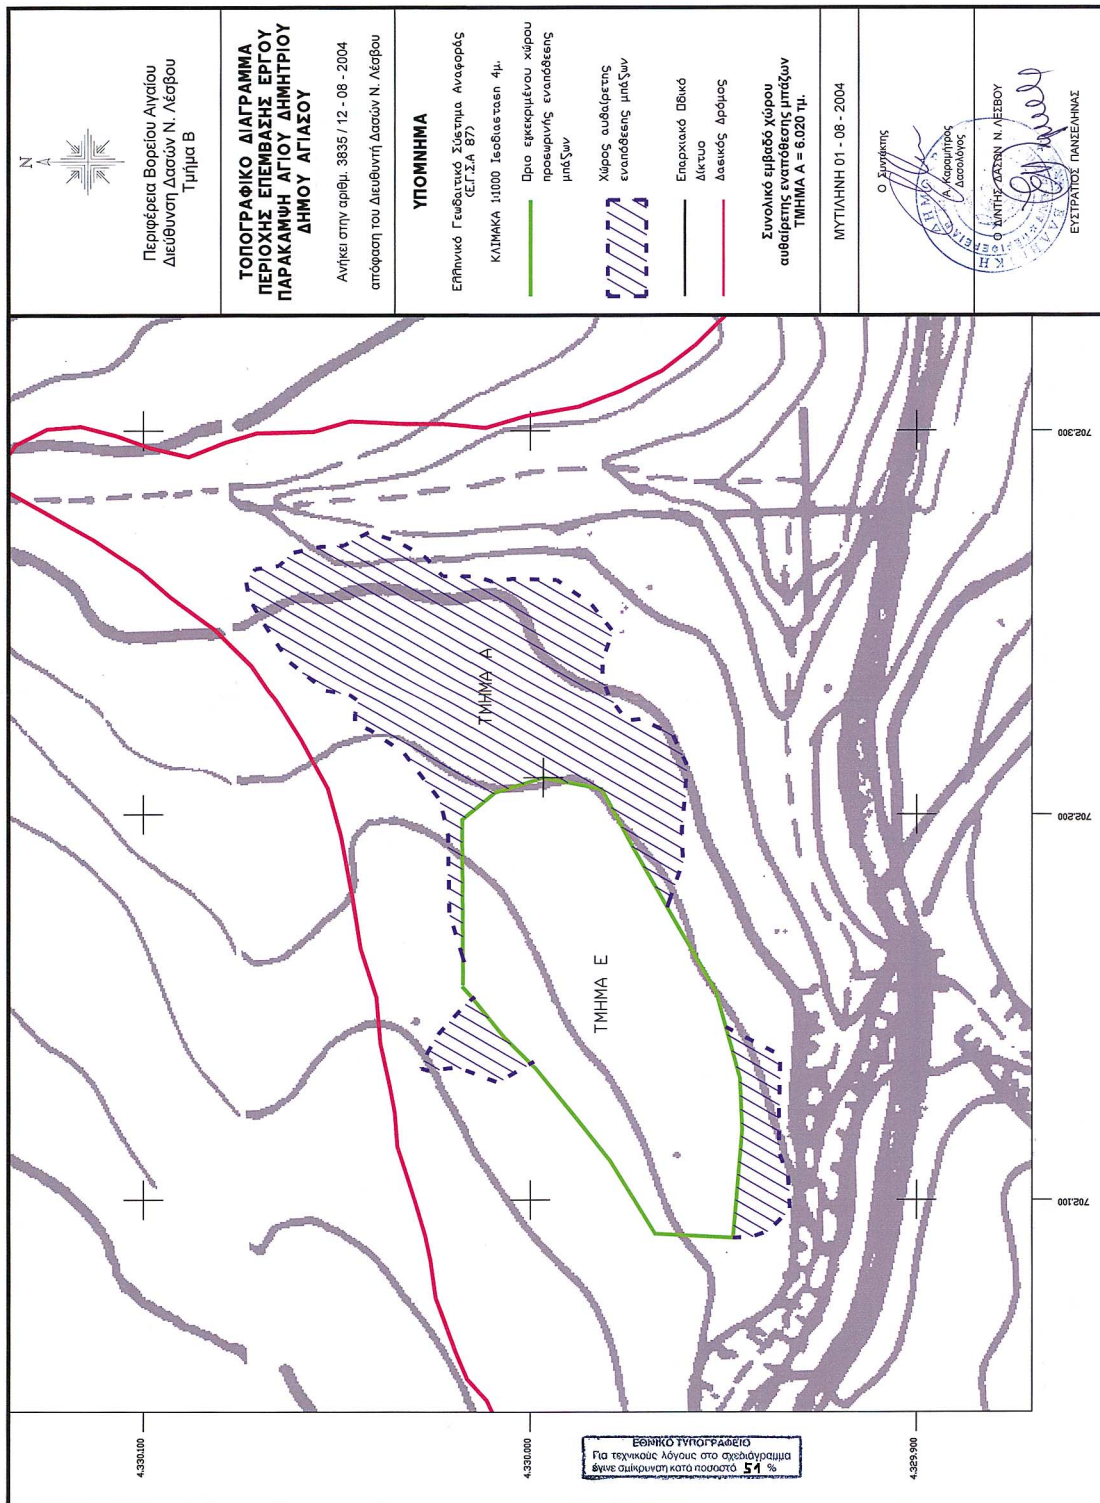 N
Περιφέρεια Βορείου Αιγαίου
Διεύθυνση Δασών Ν. Λέσβου
Τμήμα Β
ΤΟΠΟΓΡΑΦΙΚΟ ΔΙΑΓΡΑΜΜΑ
ΠΕΡΙΟΧΗΣ ΕΠΕΜΒΑΣΗΣ ΕΡΓΟΥ
ΠΑΡΑΚΑΜΨΗ ΑΓΙΟΥ ΔΗΜΗΤΡΙΟΥ
ΔΗΜΟΥ ΑΓΙΑΣΟΥ
Ανήκει στην αριθμ. 3835 / 12 - 08 - 2004
απόφαση του Διευθυντή Δασών Ν. Λέσβου
ΥΠΟΜΝΗΜΑ
Ελληνικό Γεωδαιτικό Σύστημα Αναφοράς
(Ε.Γ.Σ.Α 87)
ΚΛΙΜΑΚΑ 1:1000 Ισοδιασταση 4μ.
Όριο εγκεκριμένου χώρου
προσωρινής εναπόθεσης
μπάζων
Χώρος αυθαίρετης
εναπόθεσης μπάζων
Επαρχιακό Οδικό
Δίκτυο
Δασικός Δρόμος
Συνολικό εμβαδό χώρου
αυθαίρετης εναπόθεσης μπάζων
ΤΜΗΜΑ Α = 6.020 τμ.
ΜΥΤΙΛΗΝΗ 01 - 08 - 2004
Ο Συντάκτης
Α. Καραμήτρος
Δασολόγος
Ο Δ/ΝΤΗΣ ΔΑΣΩΝ Ν. ΛΕΣΒΟΥ
ΕΥΣΤΡΑΤΙΟΣ ΠΑΝΣΕΛΗΝΑΣ
ΤΜΗΜΑ Α
ΤΜΗΜΑ Ε
702.300
702.200
702.100
4.330.100
4.330.000
4.329.900
ΕΘΝΙΚΟ ΤΥΠΟΓΡΑΦΕΙΟ
Για τεχνικούς λόγους στο σχεδιάγραμμα
έγινε σμίκρυνση κατά ποσοστό 51 %